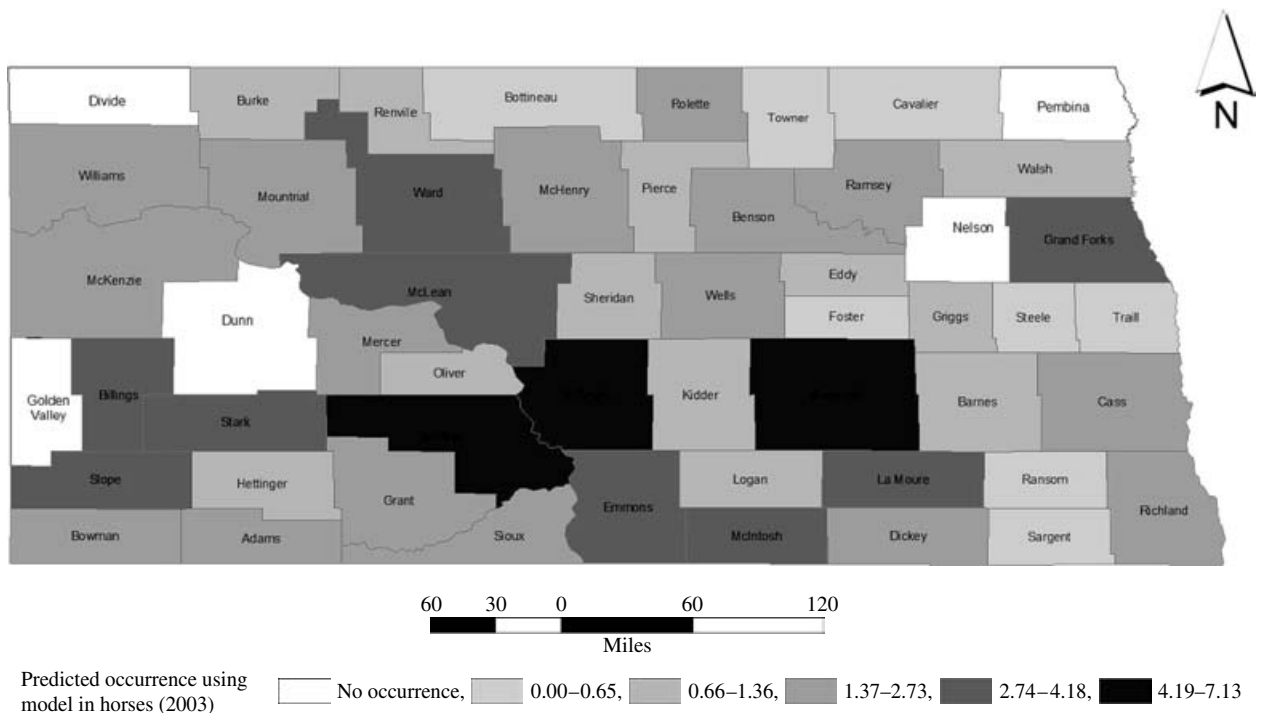 N
Divide
Burke
Renvile
Bottineau
Rolette
Towner
Cavalier
Pembina
Williams
Mountrial
Ward
McHenry
Pierce
Benson
Ramsey
Walsh
Nelson
Grand Forks
McKenzie
Dunn
McLean
Sheridan
Wells
Eddy
Foster
Griggs
Steele
Traill
Mercer
Oliver
Golden
Valley
Billings
Stark
Kidder
Barnes
Cass
Slope
Hettinger
Grant
Emmons
Logan
La Moure
Ransom
Richland
Bowman
Adams
Sioux
McIntosh
Dickey
Sargent
60 30 0 60 120
Miles
Predicted occurrence using
model in horses (2003)
No occurrence, 0.00–0.65, 0.66–1.36, 1.37–2.73, 2.74–4.18, 4.19–7.13